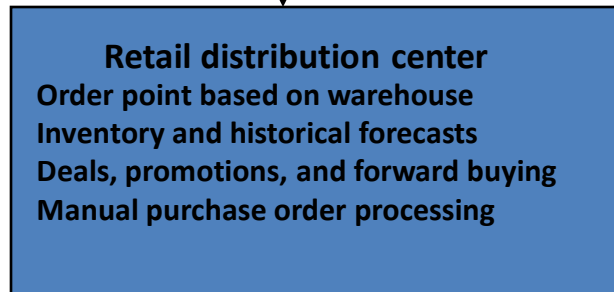 Retail distribution center
Order point based on warehouse
Inventory and historical forecasts
Deals, promotions, and forward buying
Manual purchase order processing